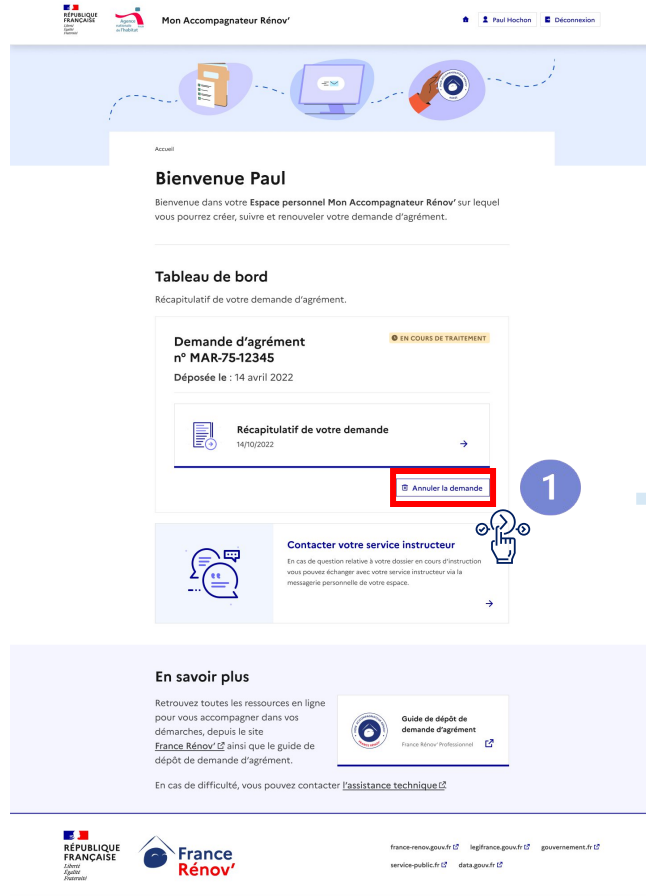 RÉPUBLIQUE
FRANÇAISE
Liberté
Égalité
Fraternité
Agence
nationale
de l'habitat
Mon Accompagnateur Rénov'
Paul Hochon
Déconnexion
Accueil
Bienvenue Paul
Bienvenue dans votre Espace personnel Mon Accompagnateur Rénov' sur lequel
vous pourrez créer, suivre et renouveler votre demande d'agrément.
Tableau de bord
Récapitulatif de votre demande d'agrément.
Demande d'agrément
n° MAR-75-12345
EN COURS DE TRAITEMENT
Déposée le : 14 avril 2022
Récapitulatif de votre demande
14/10/2022
Annuler la demande
1
Contacter votre service instructeur
En cas de question relative à votre dossier en cours d'instruction
vous pouvez échanger avec votre service instructeur via la
messagerie personnelle de votre espace.
En savoir plus
Retrouvez toutes les ressources en ligne
pour vous accompagner dans vos
démarches, depuis le site
France Rénov' ainsi que le guide de
dépôt de demande d'agrément.
Guide de dépôt de
demande d'agrément
France Rénov' Professionnel
En cas de difficulté, vous pouvez contacter l'assistance technique
RÉPUBLIQUE
FRANÇAISE
Liberté
Égalité
Fraternité
France
Rénov'
france-renov.gouv.fr legifrance.gouv.fr gouvernement.fr
service-public.fr data.gouv.fr